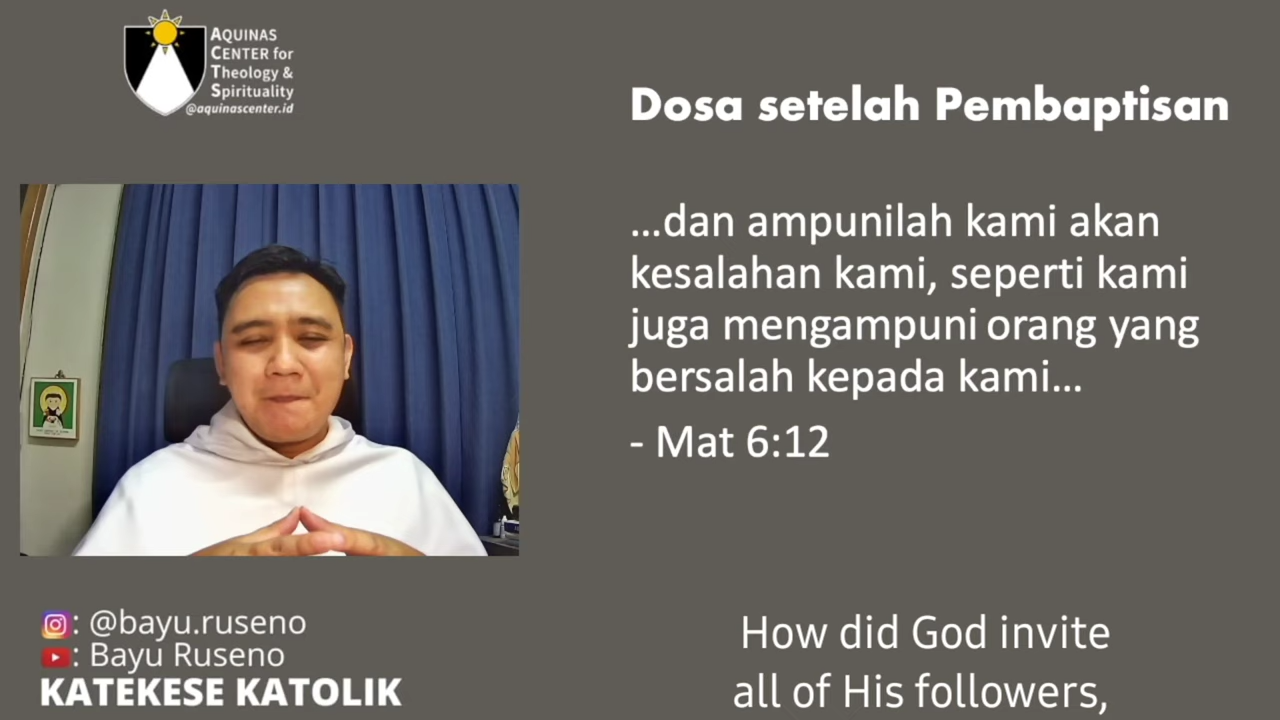 AQUINAS
CENTER for
Theology &
Spirituality
@aquinascenter.id
Dosa setelah Pembaptisan
...dan ampunilah kami akan
kesalahan kami, seperti kami
juga mengampuni orang yang
bersalah kepada kami...
- Mat 6:12
: @bayu.ruseno
: Bayu Ruseno
KATEKESE KATOLIK
How did God invite
all of His followers,